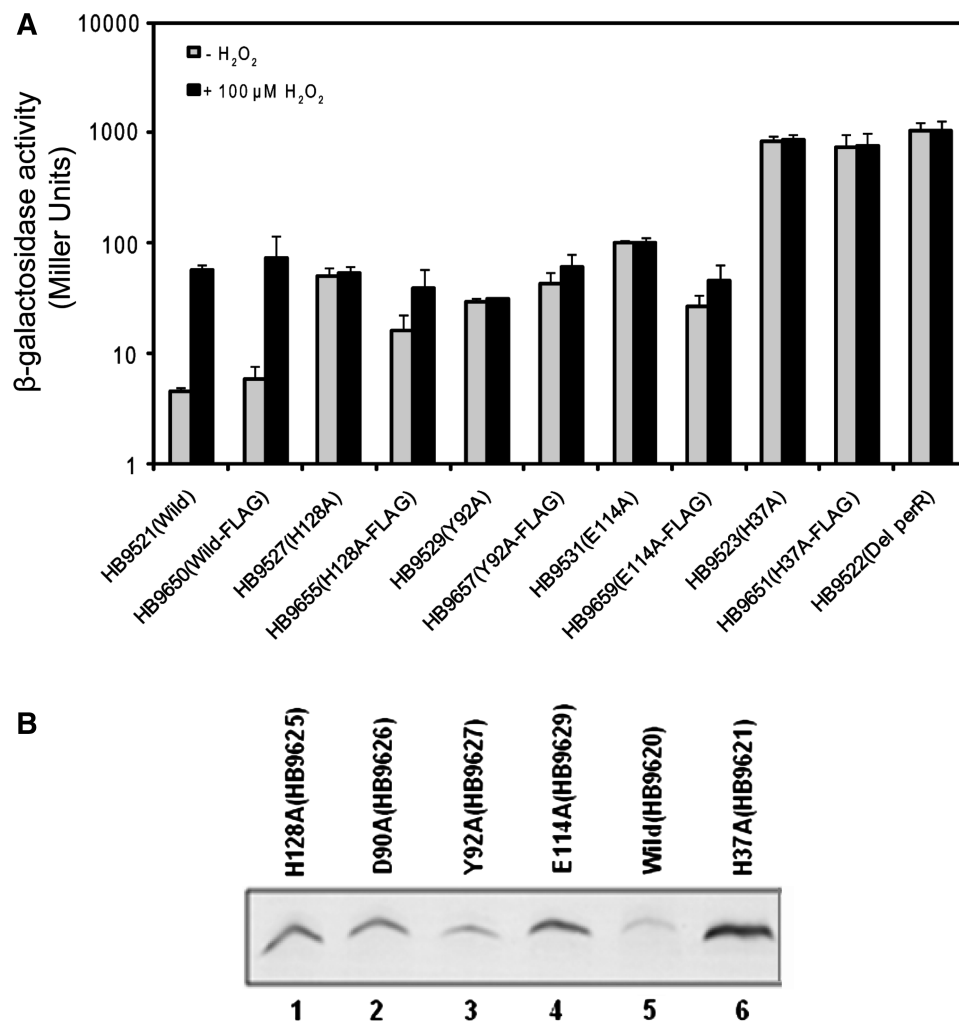 A
10000
1000
100
10
1
β-galactosidase activity
(Miller Units)
- H₂O₂
+ 100 µM H₂O₂
HB9521(Wild)
HB9650(Wild-FLAG)
HB9527(H128A)
HB9655(H128A-FLAG)
HB9529(Y92A)
HB9657(Y92A-FLAG)
HB9531(E114A)
HB9659(E114A-FLAG)
HB9523(H37A)
HB9651(H37A-FLAG)
HB9522(Del perR)
B
H128A(HB9625)
D90A(HB9626)
Y92A(HB9627)
E114A(HB9629)
Wild(HB9620)
H37A(HB9621)
1 2 3 4 5 6